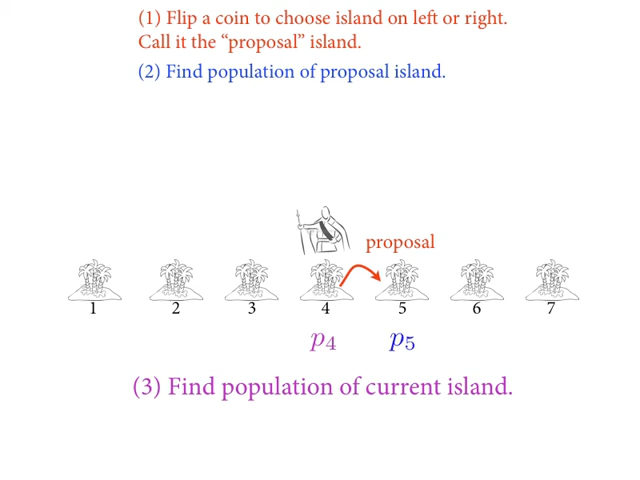 (1) Flip a coin to choose island on left or right.
Call it the “proposal” island.
(2) Find population of proposal island.
proposal
1 2 3 4 5 6 7
p4 p5
(3) Find population of current island.